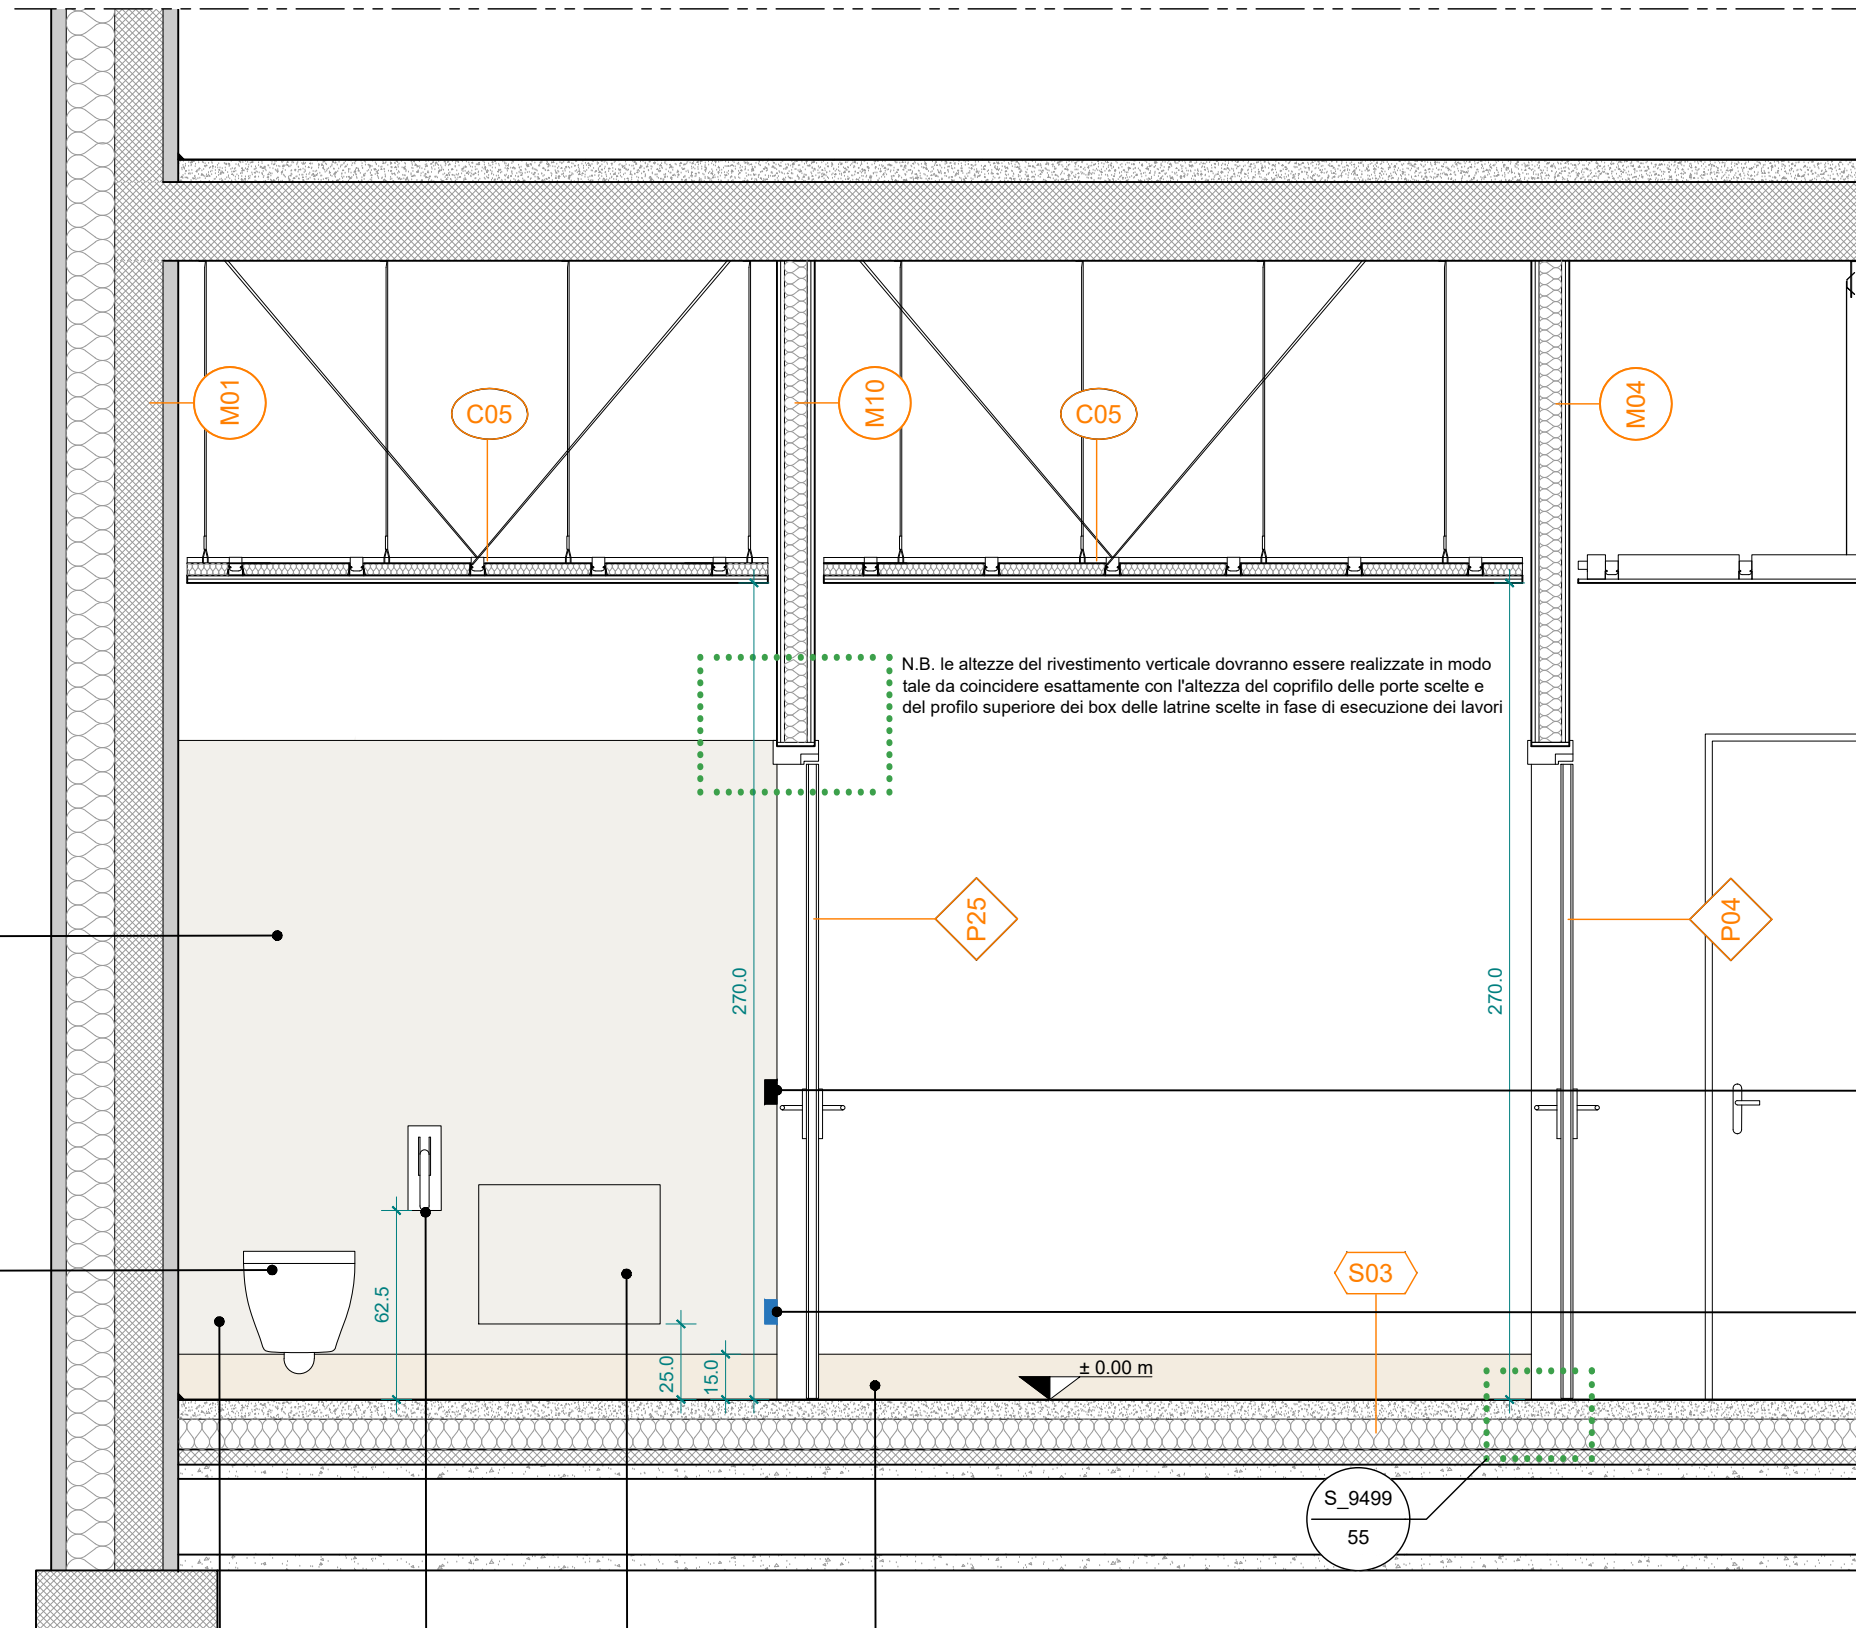 M01
C05
M10
C05
M04
N.B. le altezze del rivestimento verticale dovranno essere realizzate in modo
tale da coincidere esattamente con l'altezza del coprifilo delle porte scelte e
del profilo superiore dei box delle latrine scelte in fase di esecuzione dei lavori
P25
P04
270.0
270.0
62.5
25.0
15.0
S03
± 0.00 m
S_9499
55